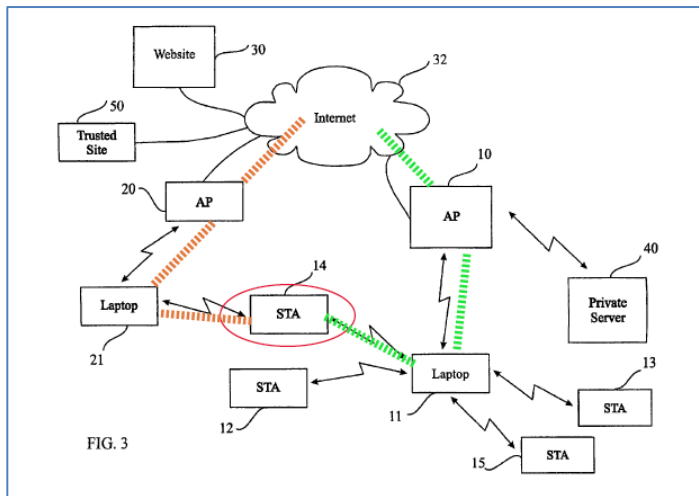 Website
30
32
50
Trusted
Site
Internet
10
20
AP
AP
40
14
Laptop
STA
Private
Server
21
13
Laptop
STA
STA
12
11
FIG. 3
15
STA